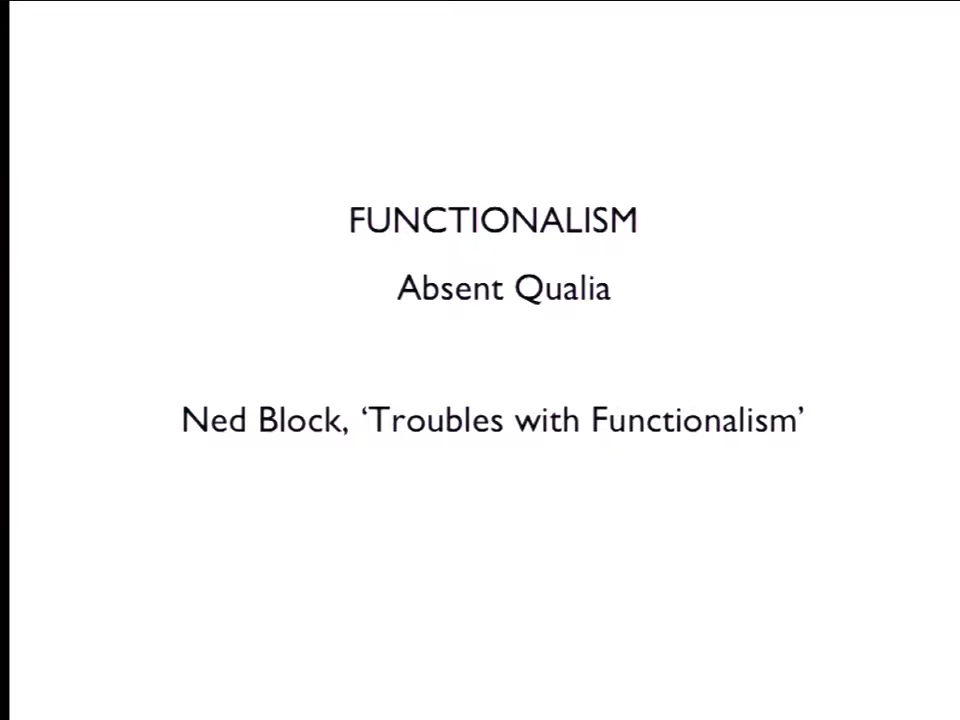 FUNCTIONALISM
Absent Qualia
Ned Block, ‘Troubles with Functionalism’